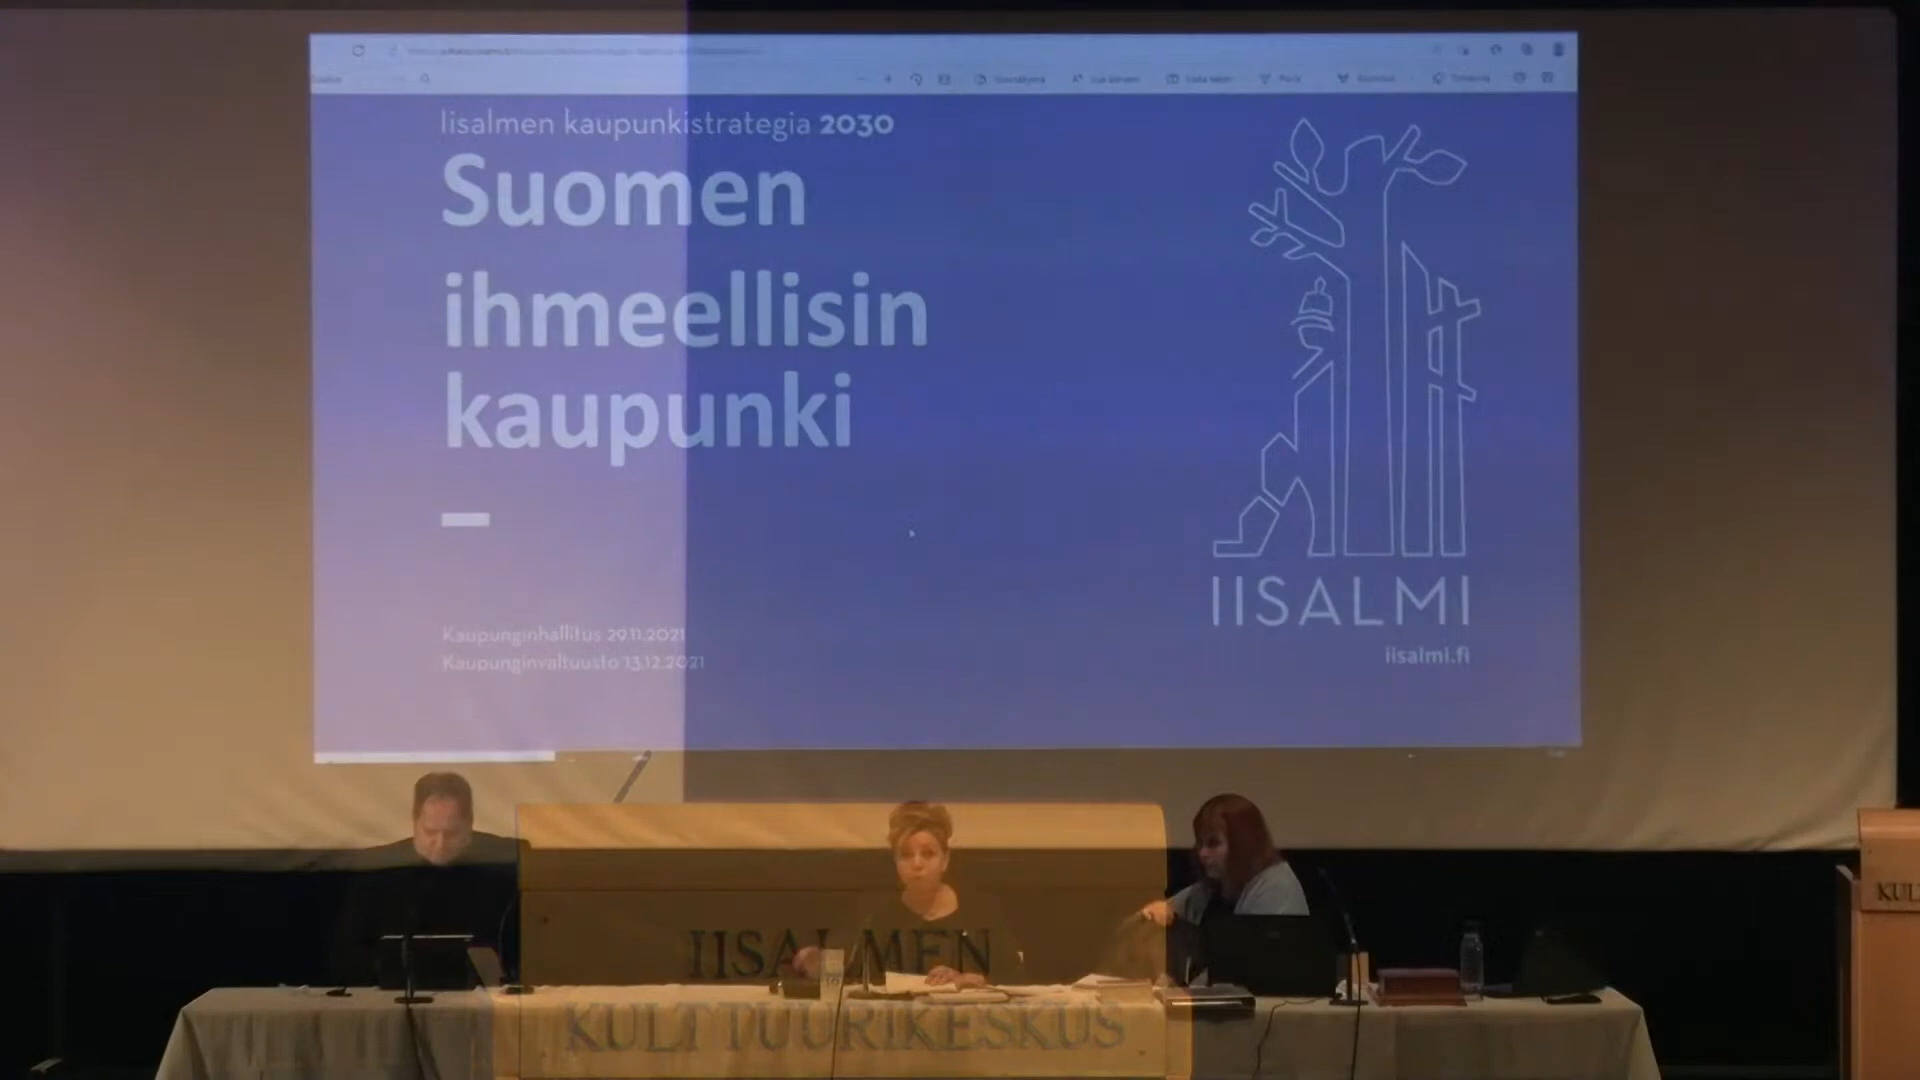 Iisalmen kaupunkistrategia 2030
Suomen
ihmeellisin
kaupunki
Kaupunginhallitus 29.11.2021
Kaupunginvaltuusto 13.12.2021
IISALMI
iisalmi.fi
IISALMEN
KULTTUURIKESKUS
KUL